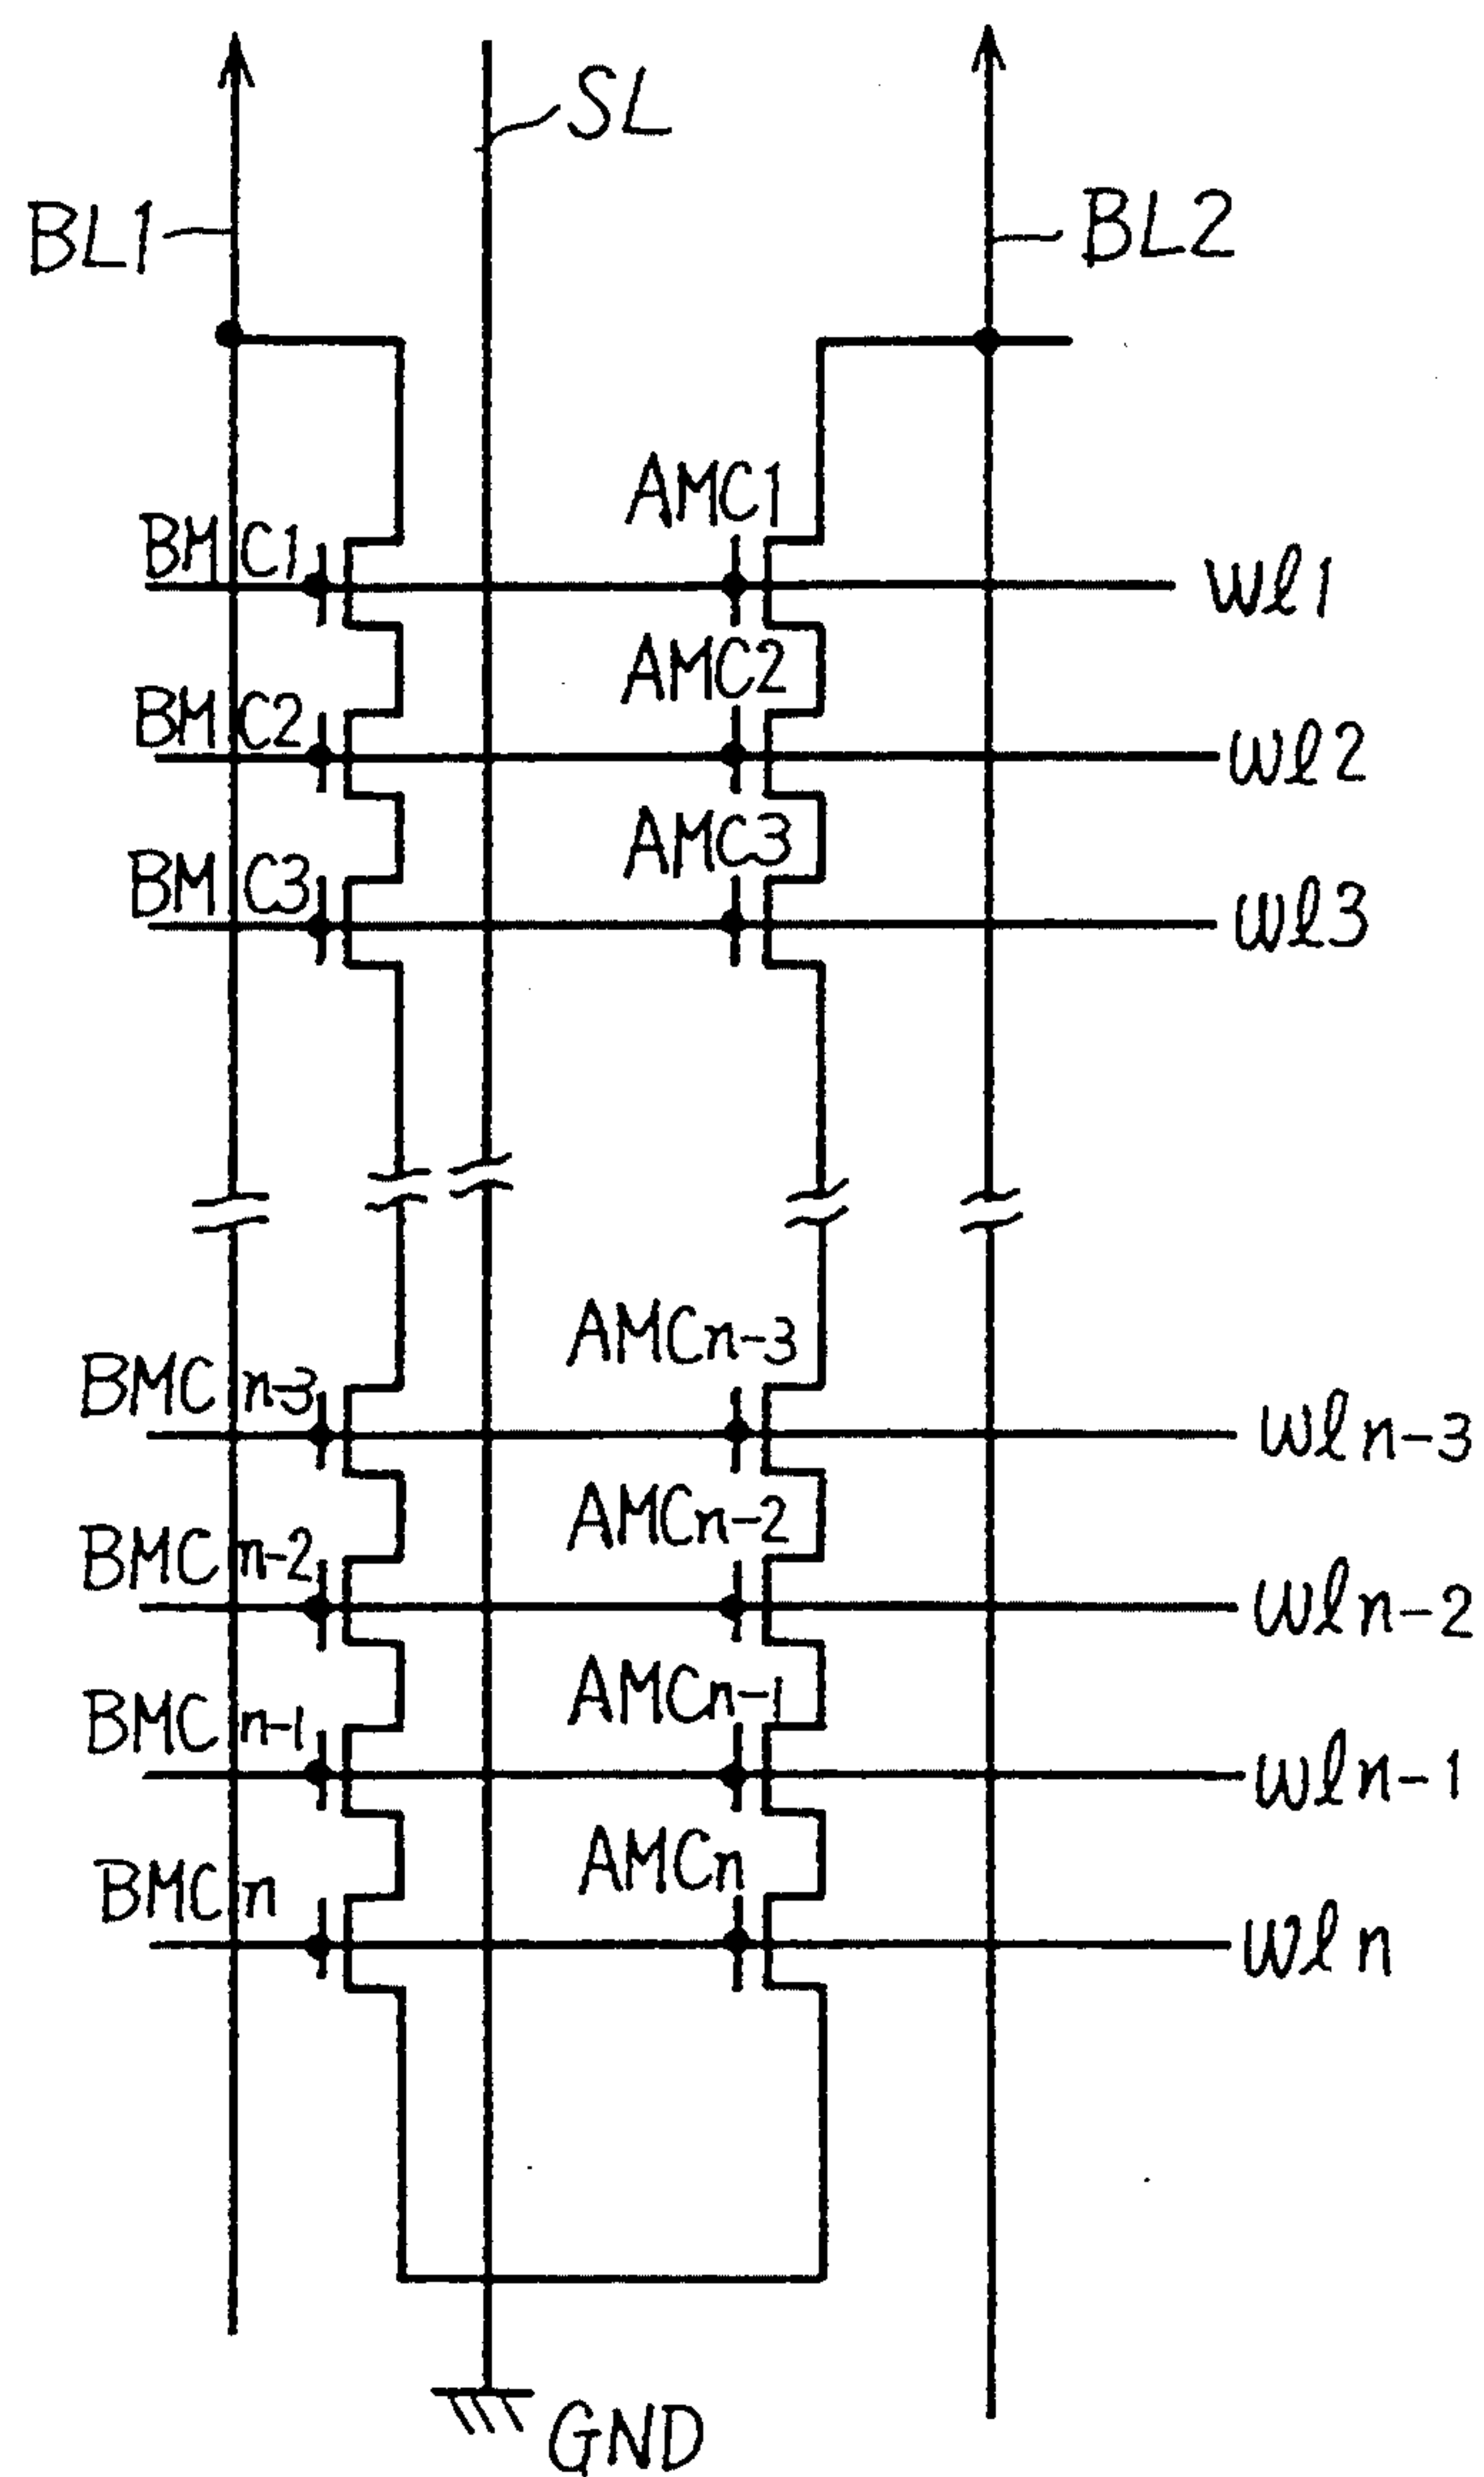 SL
BL1
BL2
AMC1
BMC1
Wl1
AMC2
BMC2
Wl2
AMC3
BMC3
Wl3
AMCn-3
BMCn-3
Wln-3
AMCn-2
BMCn-2
Wln-2
AMCn-1
BMCn-1
Wln-1
AMCn
BMCn
Wln
GND